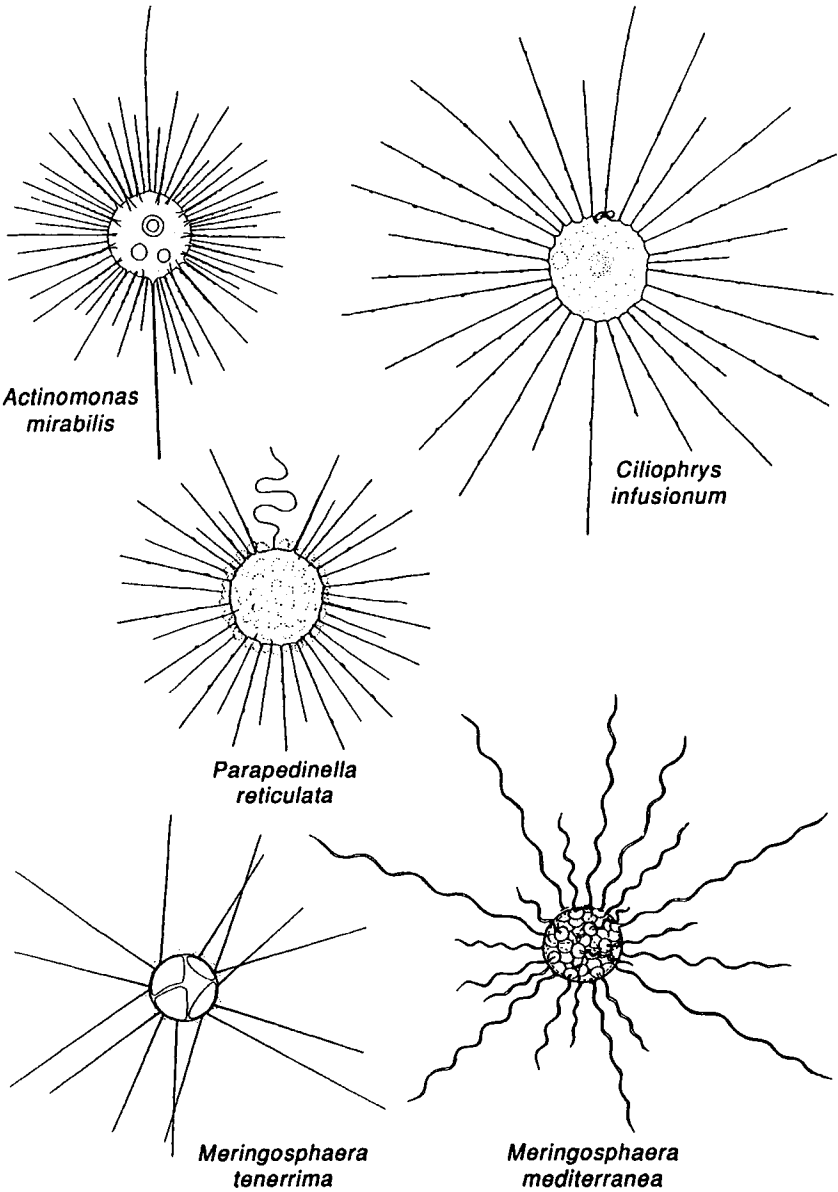 Actinomonas
mirabilis
Ciliophrys
infusionum
Parapedinella
reticulata
Meringosphaera
tenerrima
Meringosphaera
mediterranea